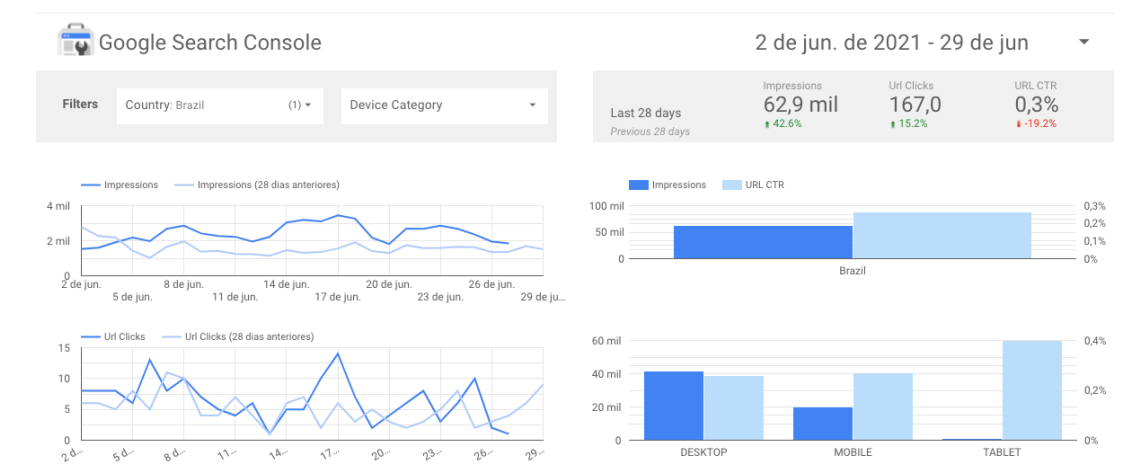 Google Search Console
2 de jun. de 2021 - 29 de jun
Filters
Country: Brazil (1)
Device Category
Last 28 days
Previous 28 days
Impressions
62,9 mil
42.6%
Url Clicks
167,0
15.2%
URL CTR
0,3%
-19.2%
Impressions Impressions (28 dias anteriores)
4 mil
2 mil
0
2 de jun. 8 de jun. 14 de jun. 20 de jun. 26 de jun.
5 de jun. 11 de jun. 17 de jun. 23 de jun. 29 de ju…
Impressions URL CTR
100 mil 0,3%
0,2%
50 mil
0,1%
0 0%
Brazil
Url Clicks Url Clicks (28 dias anteriores)
15
10
5
0
2 d… 5 d… 8 d… 11… 14… 17… 20… 23… 26… 29…
60 mil 0,4%
40 mil
0,2%
20 mil
0 0%
DESKTOP MOBILE TABLET